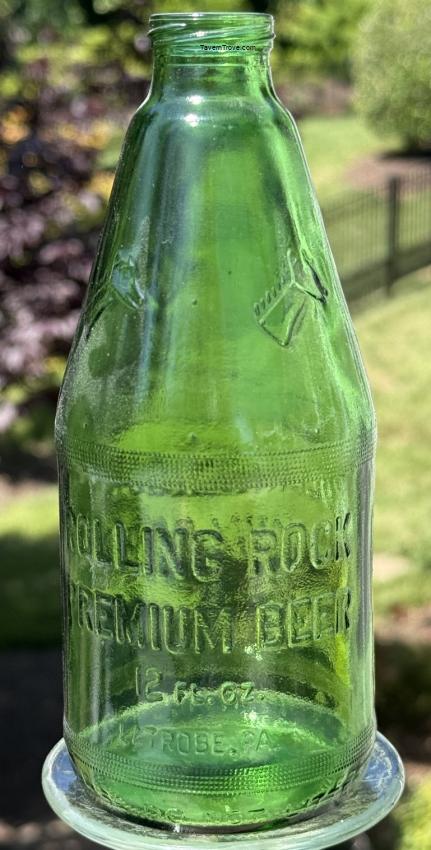 TavernTrove.com
ROLLING ROCK
PREMIUM BEER
12 FL. OZ.
LATROBE, PA